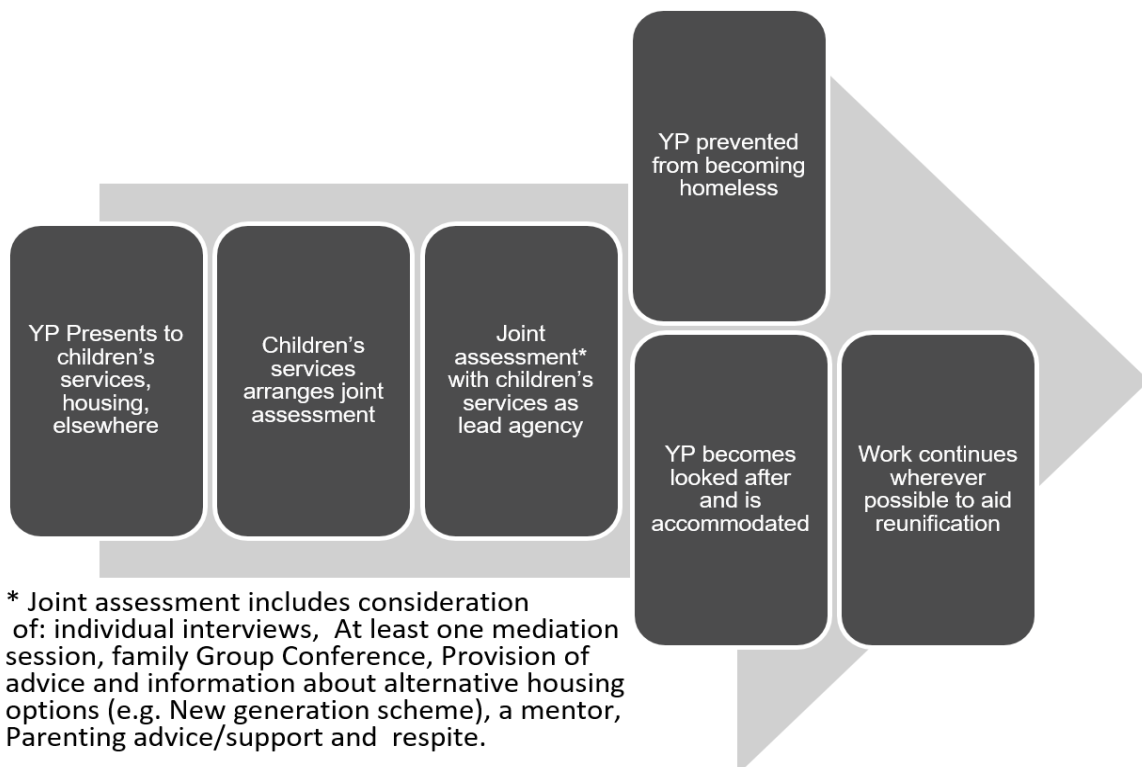 YP prevented
from becoming
homeless
YP Presents to
children's
services,
housing,
elsewhere
Children's
services
arranges joint
assessment
Joint
assessment*
with children's
services as
lead agency
YP becomes
looked after
and is
accommodated
Work continues
wherever
possible to aid
reunification
* Joint assessment includes consideration
of: individual interviews, At least one mediation
session, family Group Conference, Provision of
advice and information about alternative housing
options (e.g. New generation scheme), a mentor,
Parenting advice/support and respite.